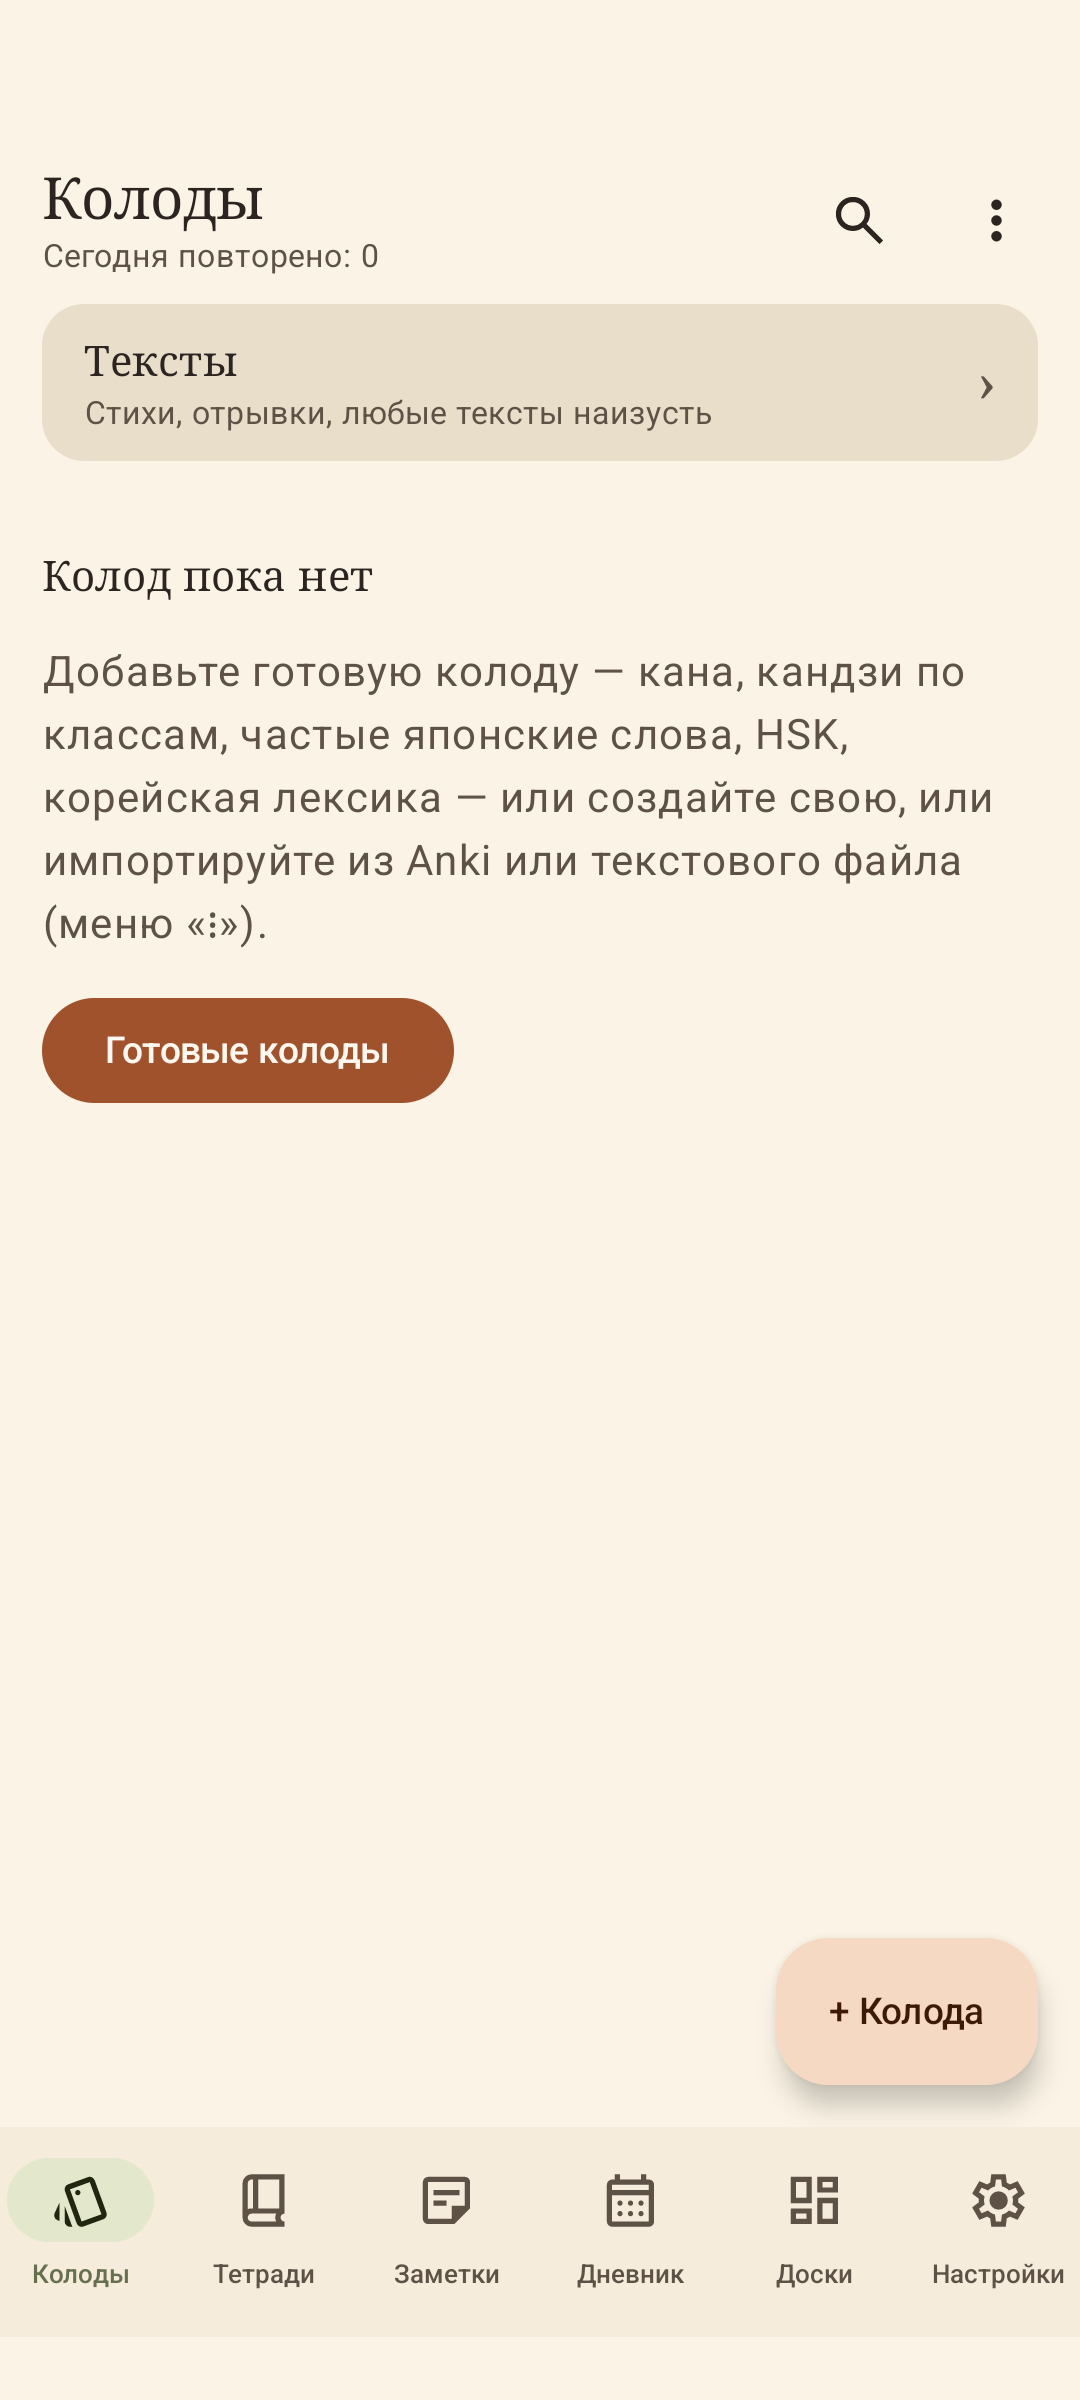 Колоды
Сегодня повторено: 0
Тексты
Стихи, отрывки, любые тексты наизусть
›
Колод пока нет
Добавьте готовую колоду — кана, кандзи по
классам, частые японские слова, HSK,
корейская лексика — или создайте свою, или
импортируйте из Anki или текстового файла
(меню «⋮»).
Готовые колоды
+ Колода
Колоды
Тетради
Заметки
Дневник
Доски
Настройки